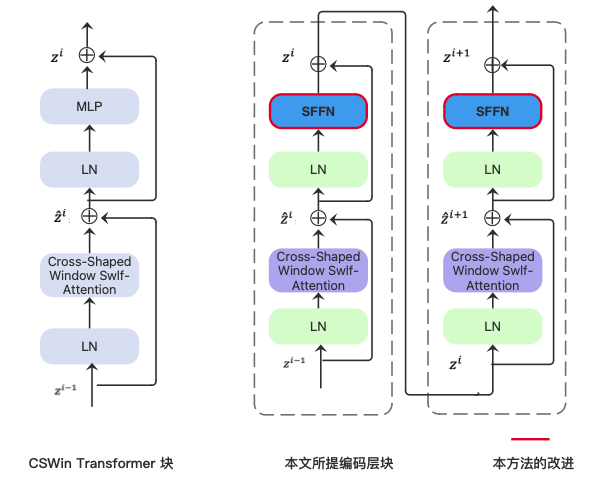 z^i
MLP
LN
ẑ^i
Cross-Shaped
Window Swlf-
Attention
LN
z^{i-1}
CSWin Transformer 块
z^i
SFFN
LN
ẑ^i
Cross-Shaped
Window Swlf-
Attention
LN
z^{i-1}
本文所提编码层块
z^{i+1}
SFFN
LN
ẑ^{i+1}
Cross-Shaped
Window Swlf-
Attention
LN
z^i
本方法的改进